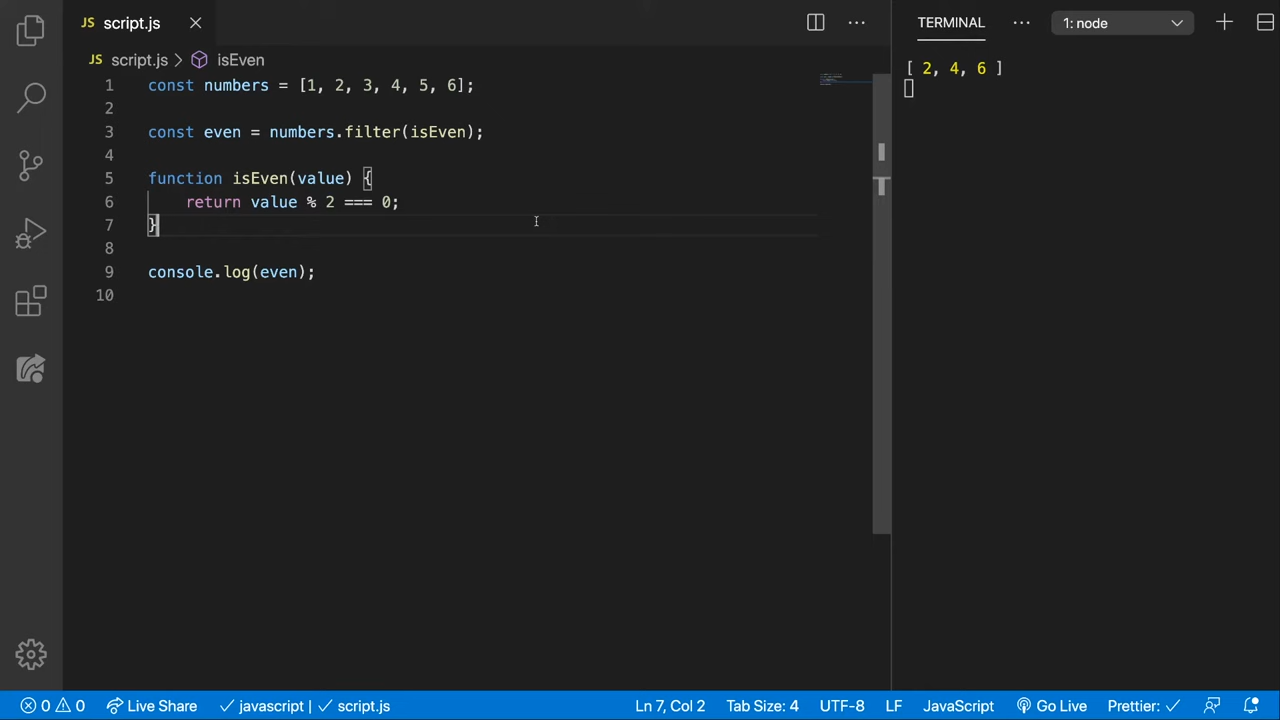 JS script.js
TERMINAL
1: node
JS script.js > isEven
1 const numbers = [1, 2, 3, 4, 5, 6];
2
3 const even = numbers.filter(isEven);
4
5 function isEven(value) {
6 return value % 2 === 0;
7 }
8
9 console.log(even);
10
[ 2, 4, 6 ]
0 0 Live Share javascript | script.js Ln 7, Col 2 Tab Size: 4 UTF-8 LF JavaScript Go Live Prettier: